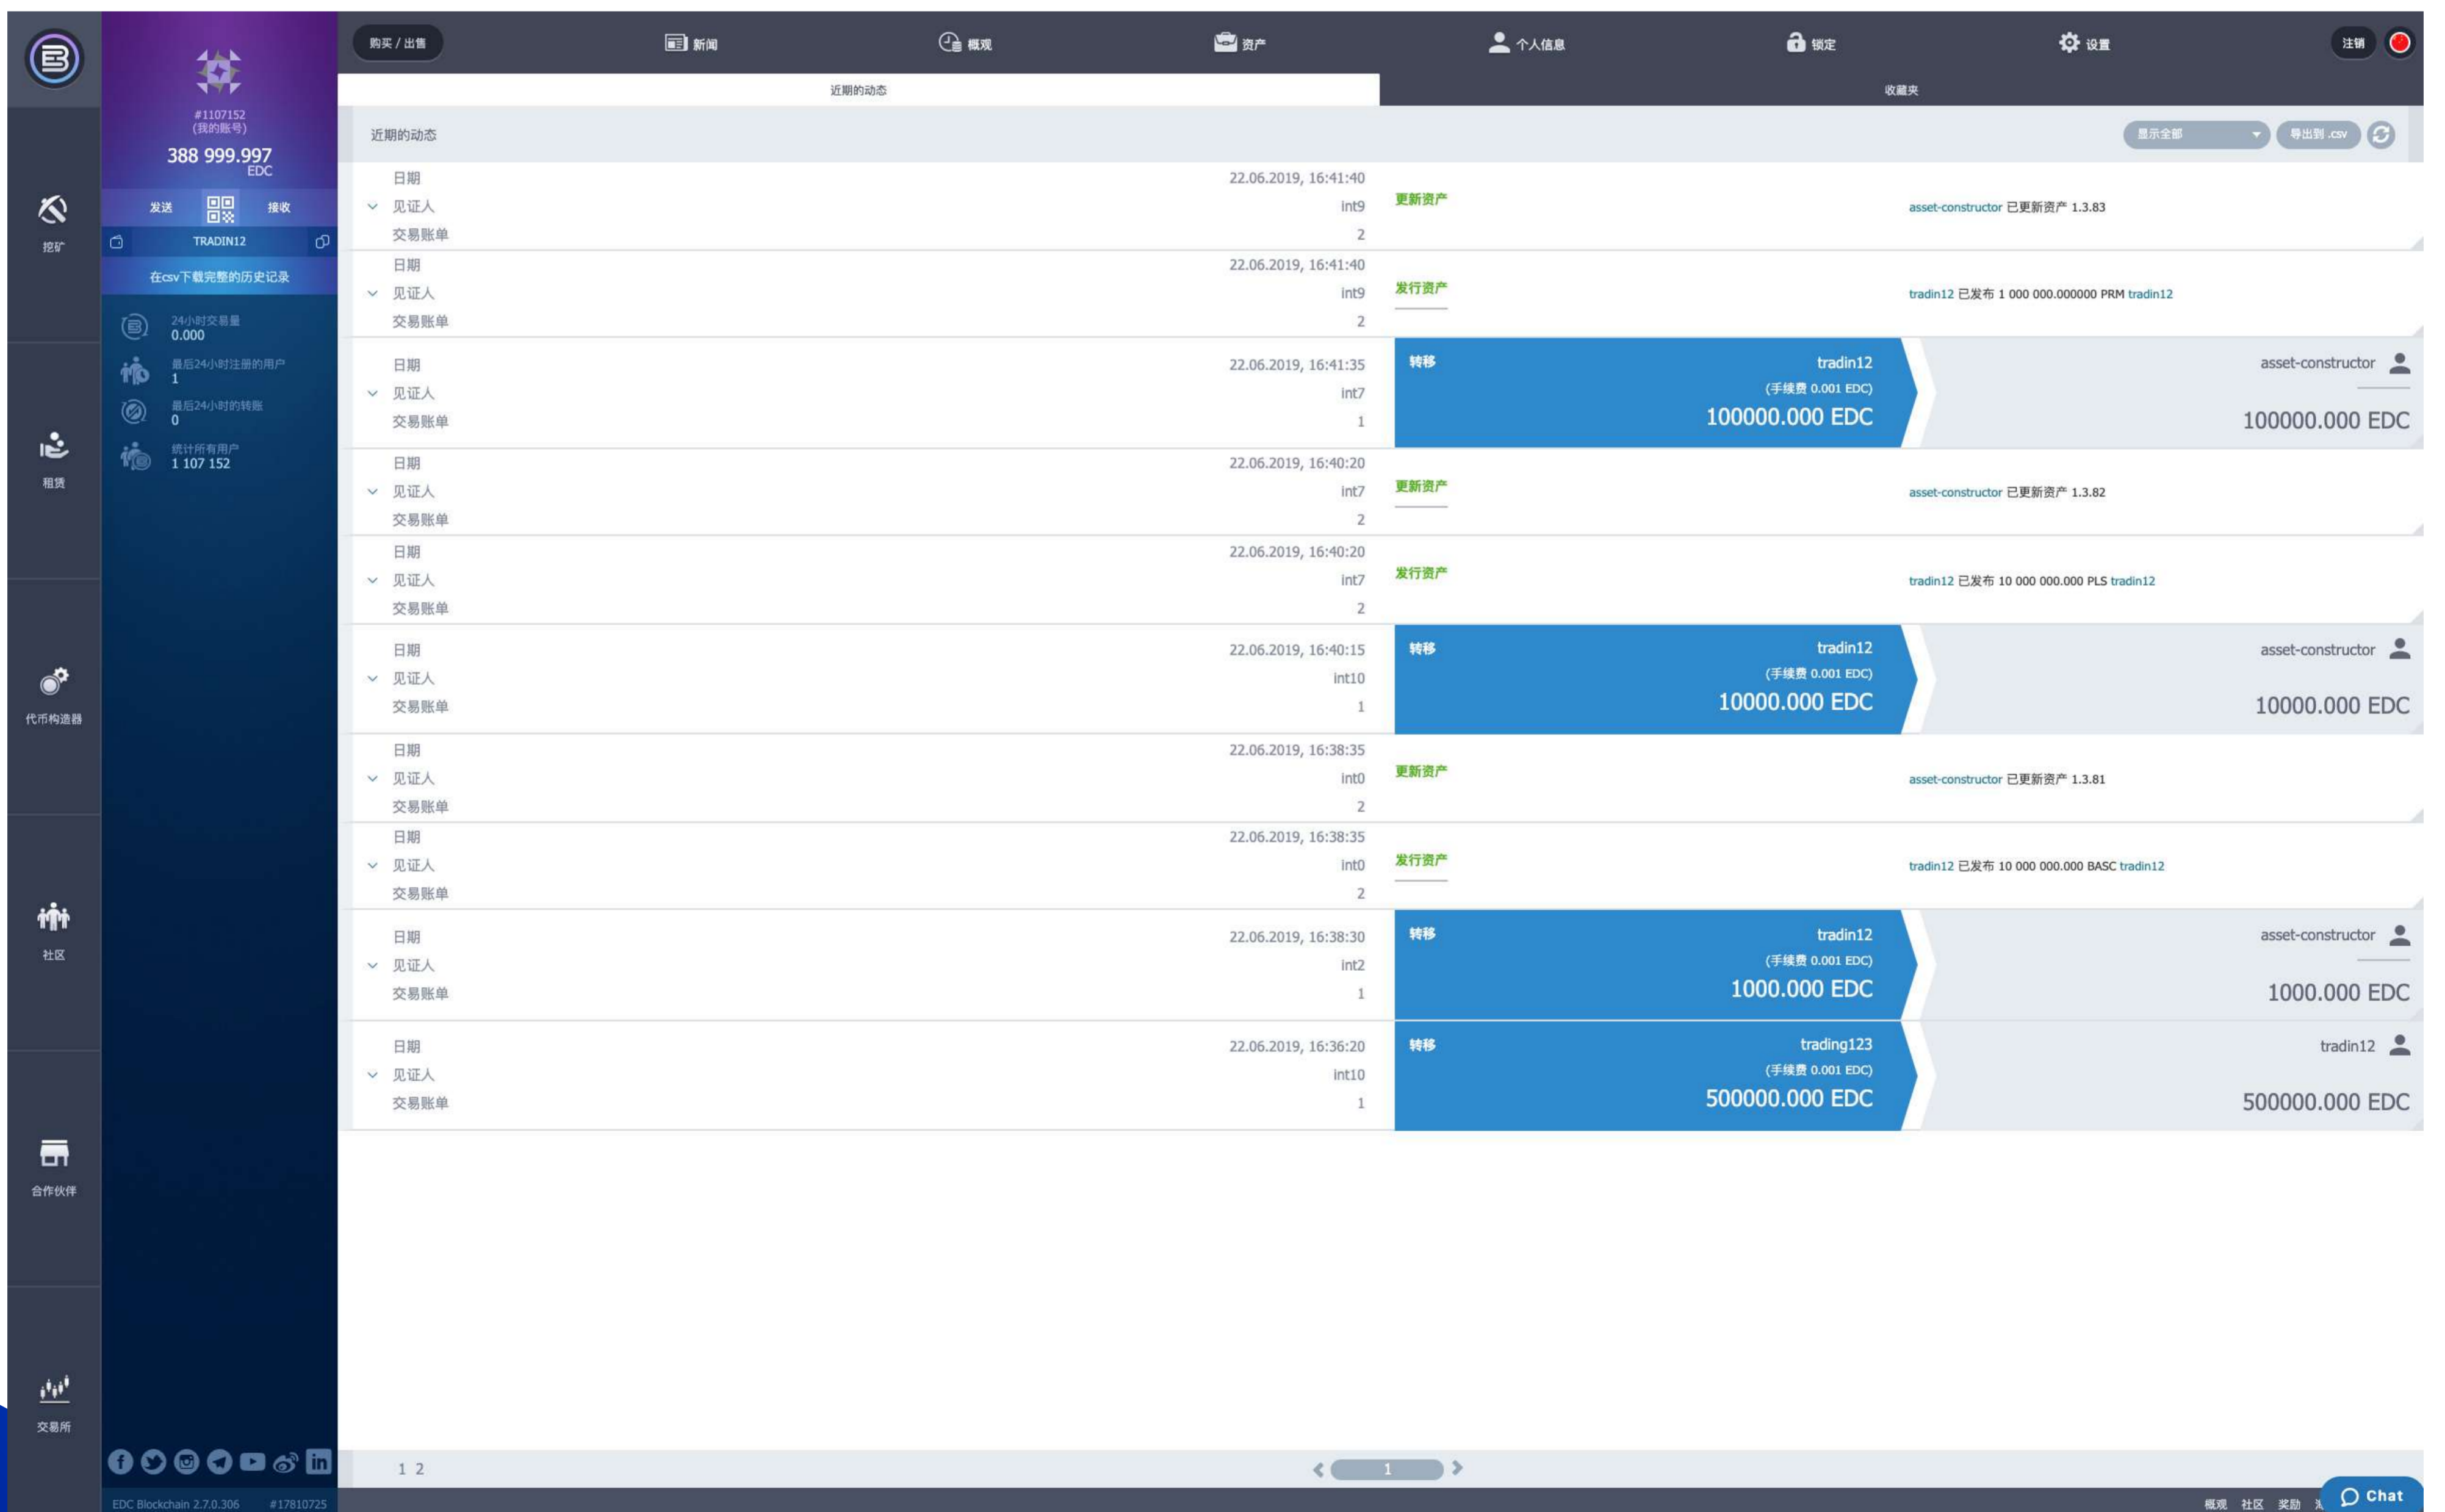 购买 / 出售
新闻
概观
资产
个人信息
锁定
设置
注销
#1107152
(我的账号)
388 999.997
EDC
发送
接收
TRADIN12
在csv下载完整的历史记录
24小时交易量
0.000
最后24小时注册的用户
1
最后24小时的转账
0
统计所有用户
1 107 152
挖矿
租赁
代币构造器
社区
合作伙伴
交易所
近期的动态
收藏夹
近期的动态
显示全部
导出到 .csv
日期 22.06.2019, 16:41:40
见证人 int9
交易账单 2
更新资产
asset-constructor 已更新资产 1.3.83
日期 22.06.2019, 16:41:40
见证人 int9
交易账单 2
发行资产
tradin12 已发布 1 000 000.000000 PRM tradin12
日期 22.06.2019, 16:41:35
见证人 int7
交易账单 1
转移
tradin12
(手续费 0.001 EDC)
100000.000 EDC
asset-constructor
100000.000 EDC
日期 22.06.2019, 16:40:20
见证人 int7
交易账单 2
更新资产
asset-constructor 已更新资产 1.3.82
日期 22.06.2019, 16:40:20
见证人 int7
交易账单 2
发行资产
tradin12 已发布 10 000 000.000 PLS tradin12
日期 22.06.2019, 16:40:15
见证人 int10
交易账单 1
转移
tradin12
(手续费 0.001 EDC)
10000.000 EDC
asset-constructor
10000.000 EDC
日期 22.06.2019, 16:38:35
见证人 int0
交易账单 2
更新资产
asset-constructor 已更新资产 1.3.81
日期 22.06.2019, 16:38:35
见证人 int0
交易账单 2
发行资产
tradin12 已发布 10 000 000.000 BASC tradin12
日期 22.06.2019, 16:38:30
见证人 int2
交易账单 1
转移
tradin12
(手续费 0.001 EDC)
1000.000 EDC
asset-constructor
1000.000 EDC
日期 22.06.2019, 16:36:20
见证人 int10
交易账单 1
转移
trading123
(手续费 0.001 EDC)
500000.000 EDC
tradin12
500000.000 EDC
1 2
1
EDC Blockchain 2.7.0.306 #17810725
概观 社区 奖励
Chat